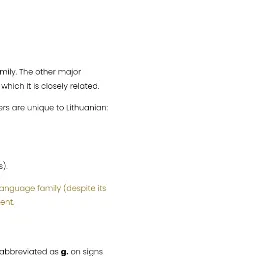 mily. The other major
which it is closely related.
ers are unique to Lithuanian:
s).
anguage family (despite its
ent.
abbreviated as g. on signs